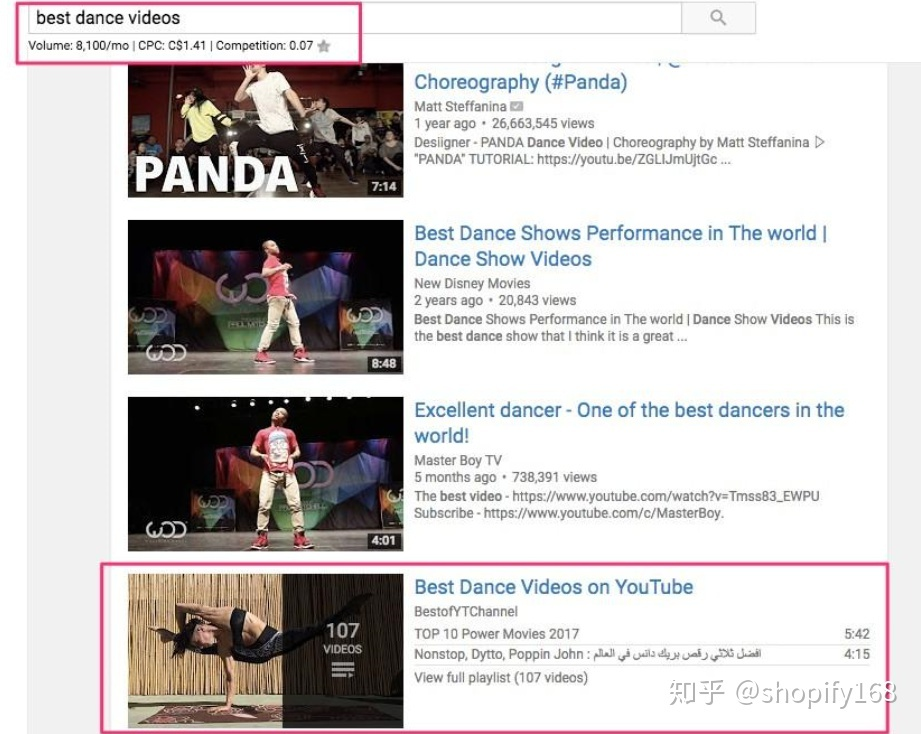 best dance videos
Volume: 8,100/mo | CPC: C$1.41 | Competition: 0.07
Choreography (#Panda)
Matt Steffanina
1 year ago • 26,663,545 views
Desiigner - PANDA Dance Video | Choreography by Matt Steffanina ▷
"PANDA" TUTORIAL: https://youtu.be/ZGLIJmUjtGc ...
PANDA
7:14
Best Dance Shows Performance in The world |
Dance Show Videos
New Disney Movies
2 years ago • 20,843 views
Best Dance Shows Performance in The world | Dance Show Videos This is
the best dance show that I think it is a great ...
WOD
8:48
Excellent dancer - One of the best dancers in the
world!
Master Boy TV
5 months ago • 738,391 views
The best video - https://www.youtube.com/watch?v=Tmss83_EWPU
Subscribe - https://www.youtube.com/c/MasterBoy.
WOD
4:01
Best Dance Videos on YouTube
BestofYTChannel
TOP 10 Power Movies 2017 5:42
Nonstop, Dytto, Poppin John : افضل ثلاثي رقص بريك دانس في العالم 4:15
View full playlist (107 videos)
107
VIDEOS
知乎 @shopify168